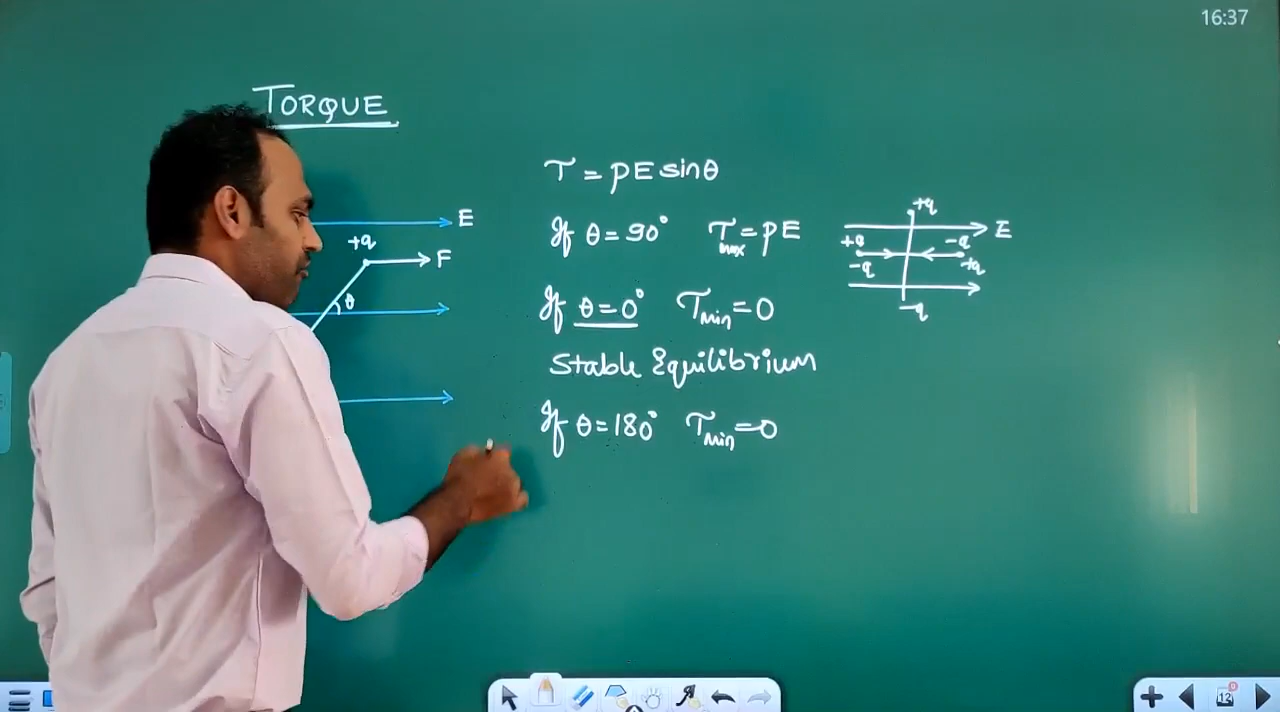 16:37
TORQUE
τ = pE sinθ
E
+q
F
θ
If θ = 90° τmax = pE
+q
E
+q -q
-q +q
-q
If θ = 0° τMin = 0
Stable Equilibrium
If θ = 180° τMin = 0
12